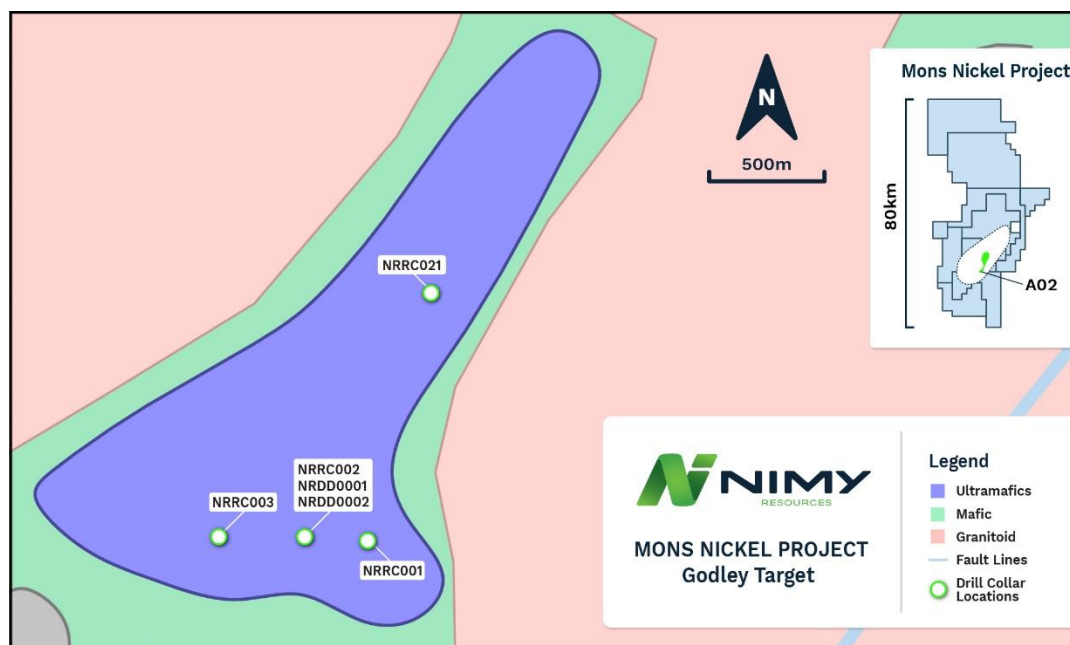 N
500m
Mons Nickel Project
80km
A02
NRRC021
NRRC003
NRRC002
NRDD0001
NRDD0002
NRRC001
NIMY
RESOURCES
MONS NICKEL PROJECT
Godley Target
Legend
Ultramafics
Mafic
Granitoid
Fault Lines
Drill Collar
Locations